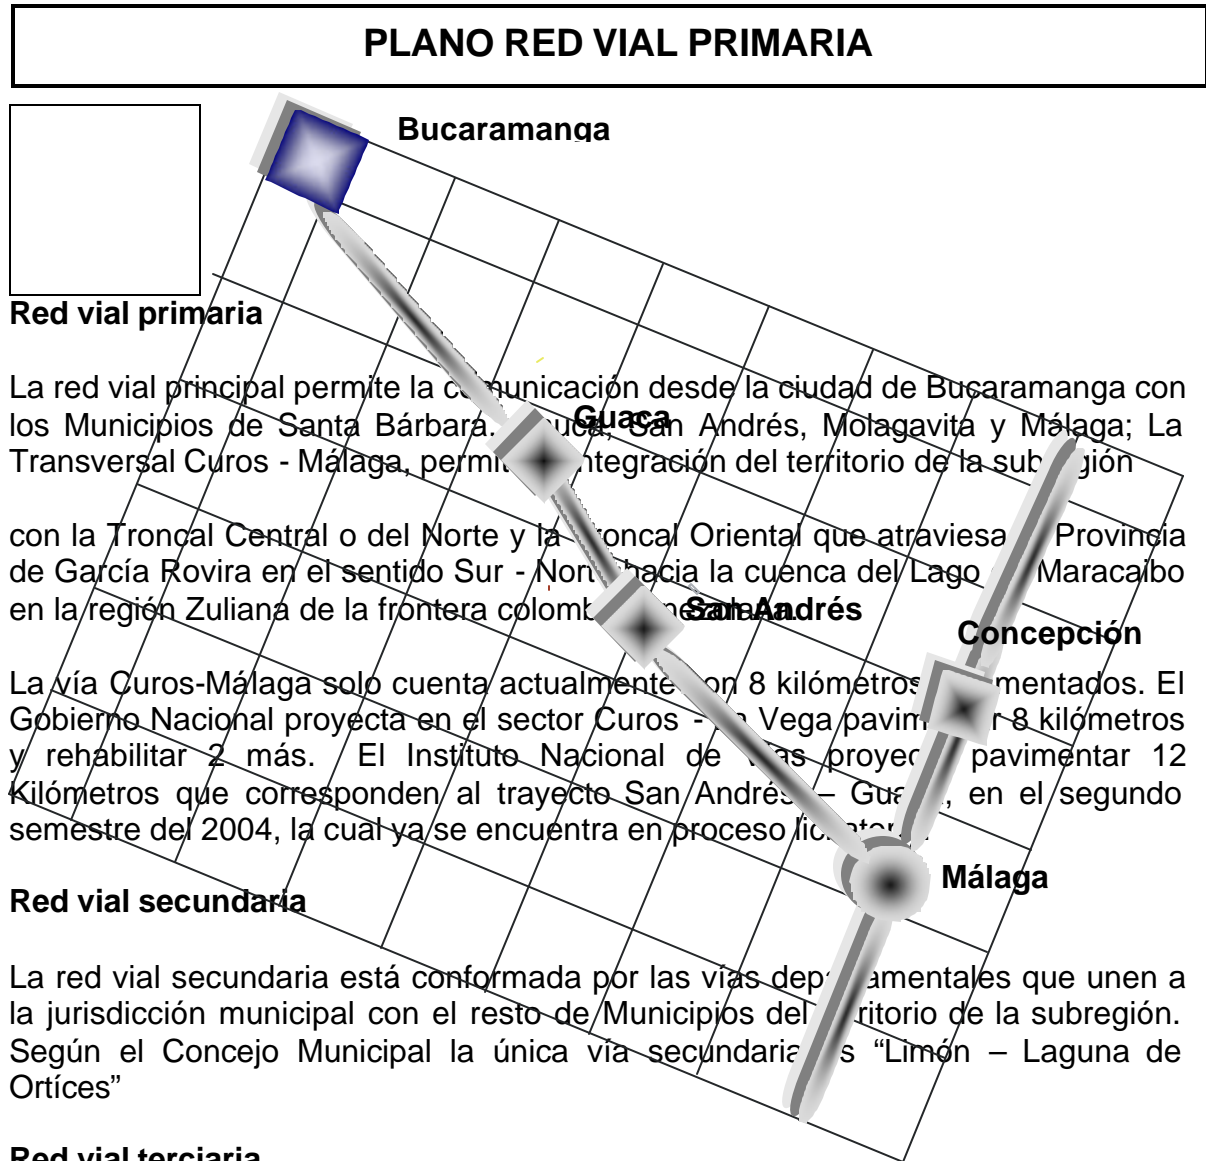 PLANO RED VIAL PRIMARIA
Bucaramanga
Red vial primaria
La red vial principal permite la comunicación desde la ciudad de Bucaramanga con
Guaca
los Municipios de Santa Bárbara. San Andrés, Molagavita y Málaga; La
Transversal Curos - Málaga, integración del territorio de la subregión
con la Troncal Central o del Norte y la Troncal Oriental que atraviesa Provincia
de García Rovira en el sentido Sur - Norte hacia la cuenca del Lago Maracaibo
en la región Zuliana de la frontera
San Andrés
Concepción
La vía Curos-Málaga solo cuenta actualmente con 8 kilómetros El
Gobierno Nacional proyecta en el sector Curos - Vega pavimentar 8 kilómetros
y rehabilitar 2 más. El Instituto Nacional de Vías proyecta pavimentar 12
Kilómetros que corresponden al trayecto San Andrés – Guaca, en el segundo
semestre del 2004, la cual ya se encuentra en proceso
Málaga
Red vial secundaria
La red vial secundaria está conformada por las vías departamentales que unen a
la jurisdicción municipal con el resto de Municipios del territorio de la subregión.
Según el Concejo Municipal la única vía secundaria es “Limón – Laguna de
Ortíces”
Red vial terciaria